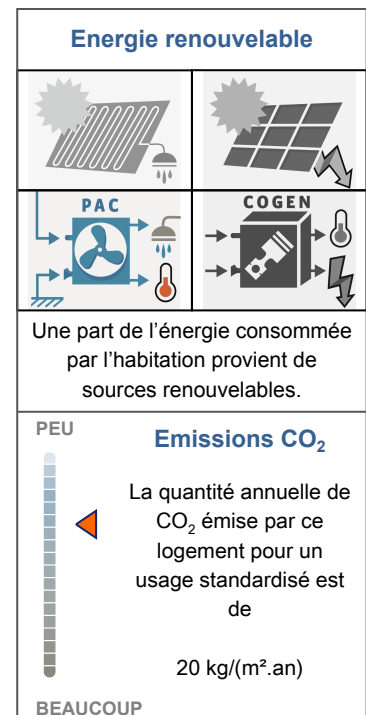 Energie renouvelable
PAC
COGEN
Une part de l'énergie consommée
par l'habitation provient de
sources renouvelables.
PEU
Emissions CO₂
La quantité annuelle de
CO₂ émise par ce
logement pour un
usage standardisé est
de
20 kg/(m².an)
BEAUCOUP